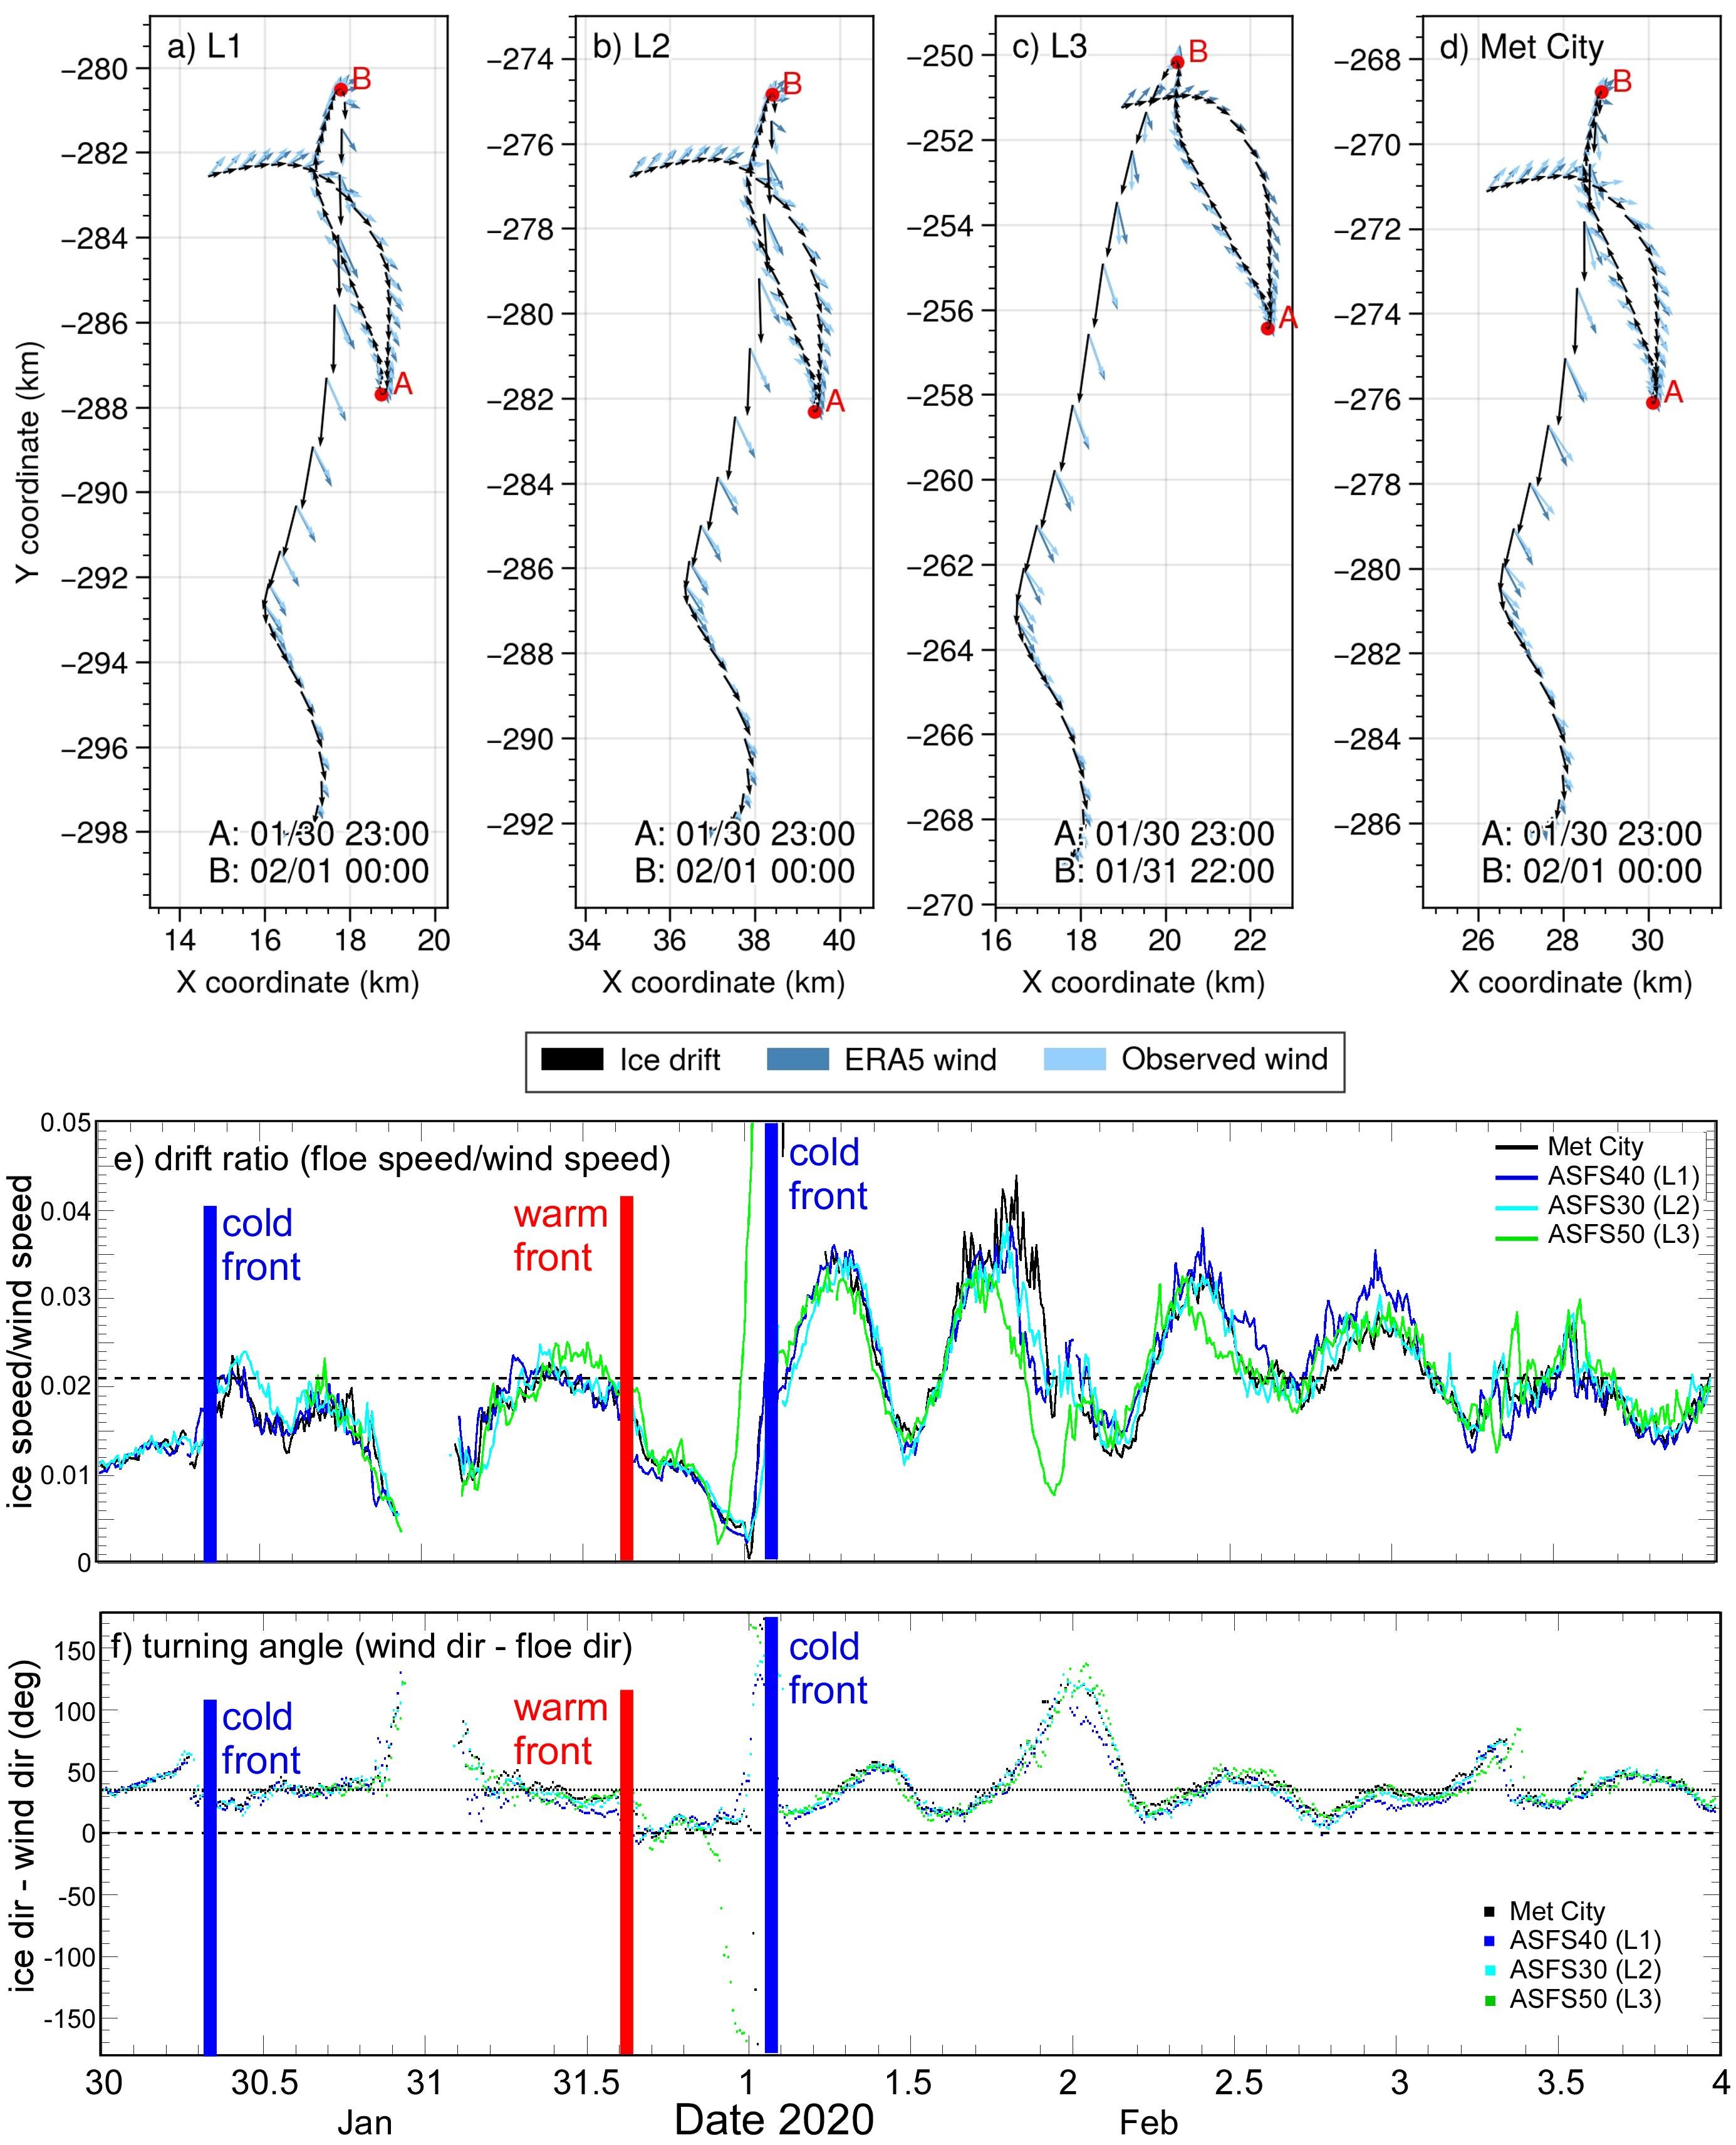 a) L1
b) L2
c) L3
d) Met City
−280
−282
−284
−286
−288
−290
−292
−294
−296
−298
−274
−276
−278
−280
−282
−284
−286
−288
−290
−292
−250
−252
−254
−256
−258
−260
−262
−264
−266
−268
−270
−268
−270
−272
−274
−276
−278
−280
−282
−284
−286
B
A
B
A
B
A
B
A
Y coordinate (km)
A: 01/30 23:00
B: 02/01 00:00
A: 01/30 23:00
B: 02/01 00:00
A: 01/30 23:00
B: 01/31 22:00
A: 01/30 23:00
B: 02/01 00:00
14 16 18 20
34 36 38 40
16 18 20 22
26 28 30
X coordinate (km)
X coordinate (km)
X coordinate (km)
X coordinate (km)
Ice drift
ERA5 wind
Observed wind
e) drift ratio (floe speed/wind speed)
ice speed/wind speed
0.05
0.04
0.03
0.02
0.01
0
cold
front
warm
front
cold
front
Met City
ASFS40 (L1)
ASFS30 (L2)
ASFS50 (L3)
f) turning angle (wind dir - floe dir)
ice dir - wind dir (deg)
150
100
50
0
-50
-100
-150
cold
front
warm
front
cold
front
Met City
ASFS40 (L1)
ASFS30 (L2)
ASFS50 (L3)
30 30.5 31 31.5 1 1.5 2 2.5 3 3.5 4
Jan
Date 2020
Feb